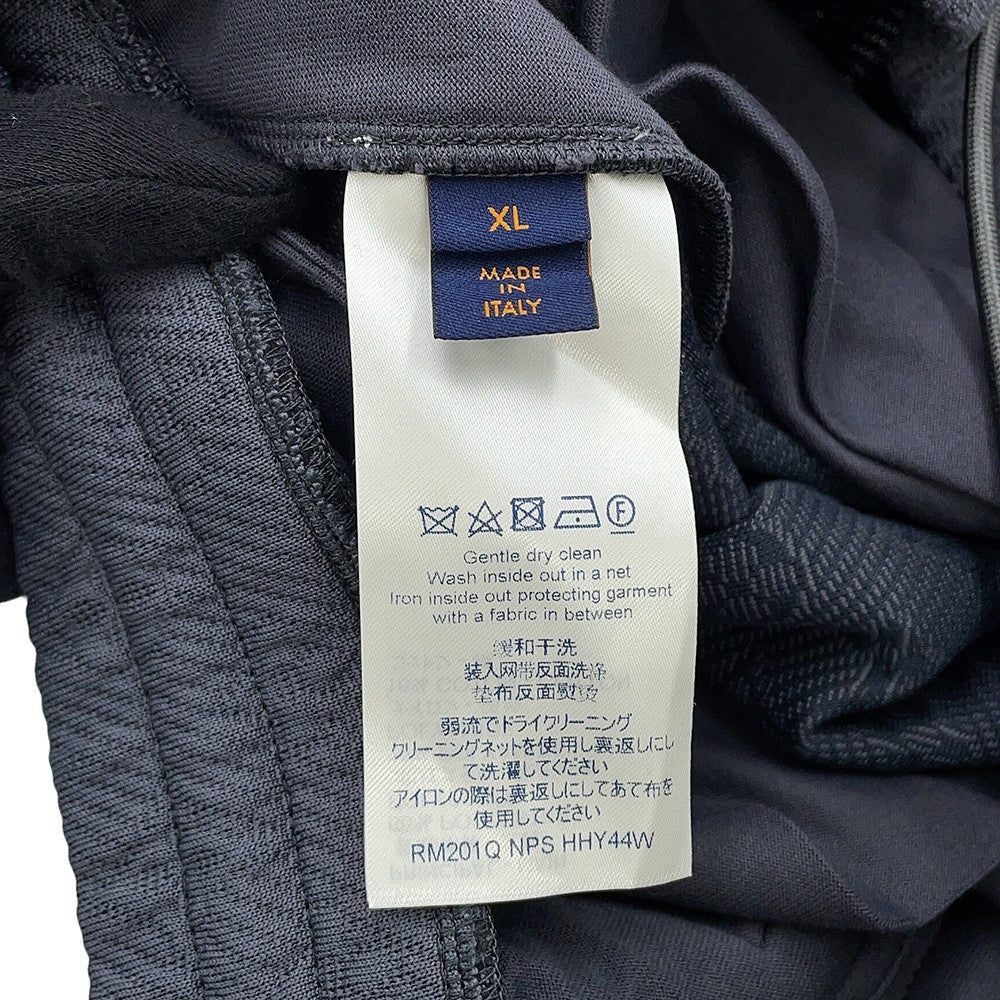 XL
MADE
IN
ITALY
F
Gentle dry clean
Wash inside out in a net
Iron inside out protecting garment
with a fabric in between
缓和干洗
装入网带反面洗涤
垫布反面熨烫
弱流でドライクリーニング
クリーニングネットを使用し裏返しにし
て洗濯してください
アイロンの際は裏返しにしてあて布を
使用してください
RM201Q NPS HHY44W